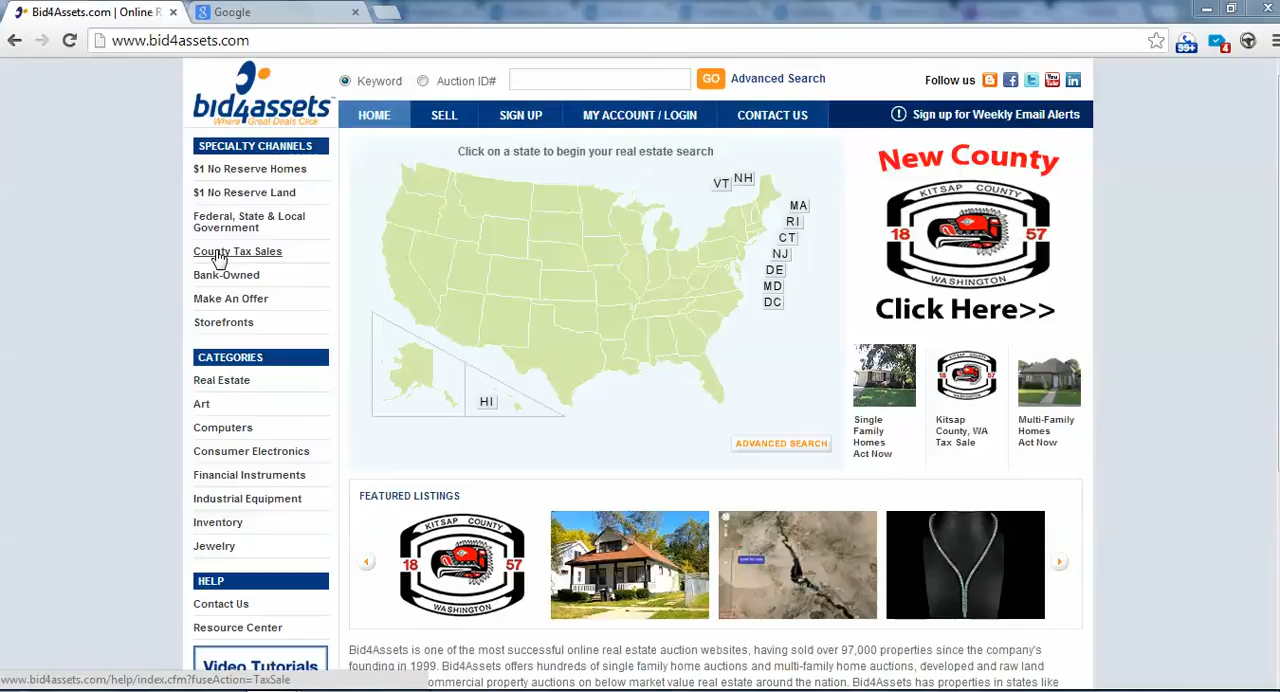 Bid4Assets.com | Online R
Google
www.bid4assets.com
99+
4
bid4assets
Where Great Deals Click
Keyword
Auction ID#
GO
Advanced Search
Follow us
You
Tube
HOME
SELL
SIGN UP
MY ACCOUNT / LOGIN
CONTACT US
Sign up for Weekly Email Alerts
SPECIALTY CHANNELS
$1 No Reserve Homes
$1 No Reserve Land
Federal, State & Local
Government
County Tax Sales
Bank-Owned
Make An Offer
Storefronts
CATEGORIES
Real Estate
Art
Computers
Consumer Electronics
Financial Instruments
Industrial Equipment
Inventory
Jewelry
HELP
Contact Us
Resource Center
Video Tutorials
Click on a state to begin your real estate search
VT
NH
MA
RI
CT
NJ
DE
MD
DC
HI
ADVANCED SEARCH
New County
KITSAP COUNTY
18 57
WASHINGTON
Click Here>>
Single
Family
Homes
Act Now
18 57
Kitsap
County, WA
Tax Sale
Multi-Family
Homes
Act Now
FEATURED LISTINGS
KITSAP COUNTY
18 57
WASHINGTON
Bid4Assets is one of the most successful online real estate auction websites, having sold over 97,000 properties since the company's
founding in 1999. Bid4Assets offers hundreds of single family home auctions and multi-family home auctions, developed and raw land
commercial property auctions on below market value real estate around the nation. Bid4Assets has properties in states like
www.bid4assets.com/help/index.cfm?fuseAction=TaxSale